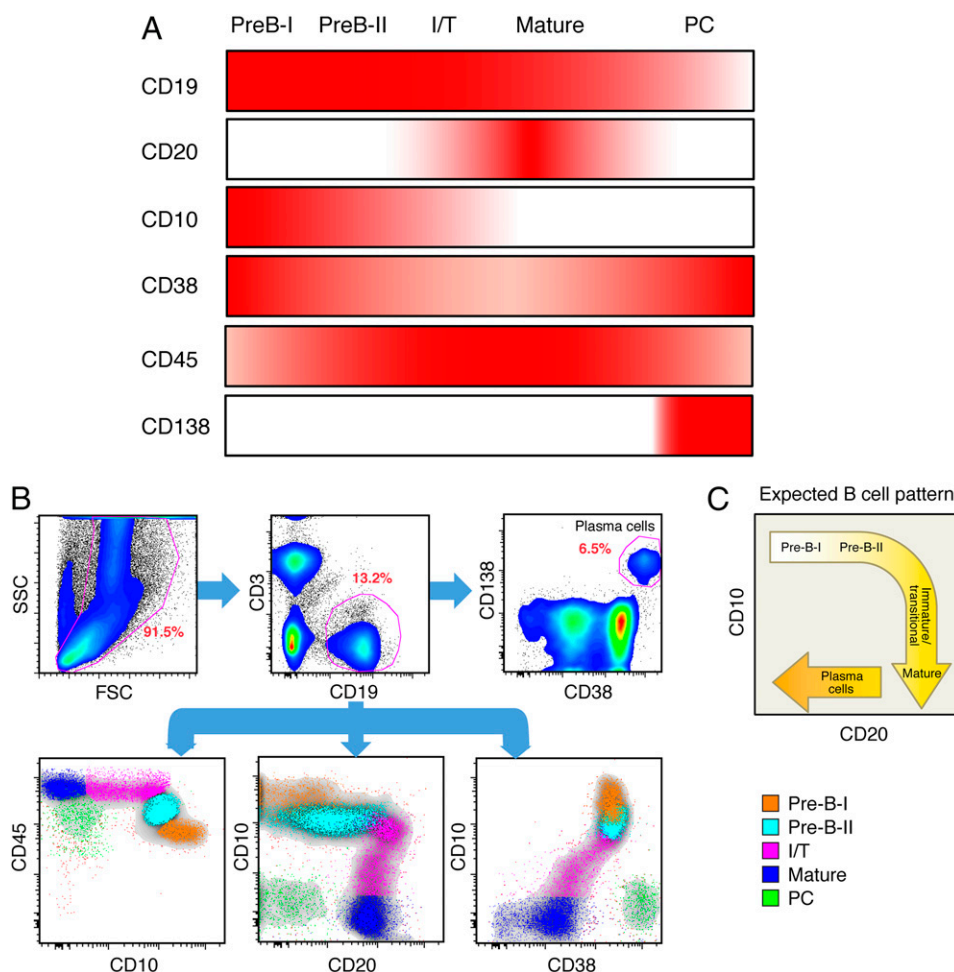 A
PreB-I PreB-II I/T Mature PC
CD19
CD20
CD10
CD38
CD45
CD138
B
SSC
91.5%
FSC
CD3
13.2%
CD19
CD138
Plasma cells
6.5%
CD38
CD45
CD10
CD10
CD20
CD10
CD38
C
Expected B cell pattern
CD10
Pre-B-I Pre-B-II
Immature/
transitional
Mature
Plasma
cells
CD20
Pre-B-I
Pre-B-II
I/T
Mature
PC